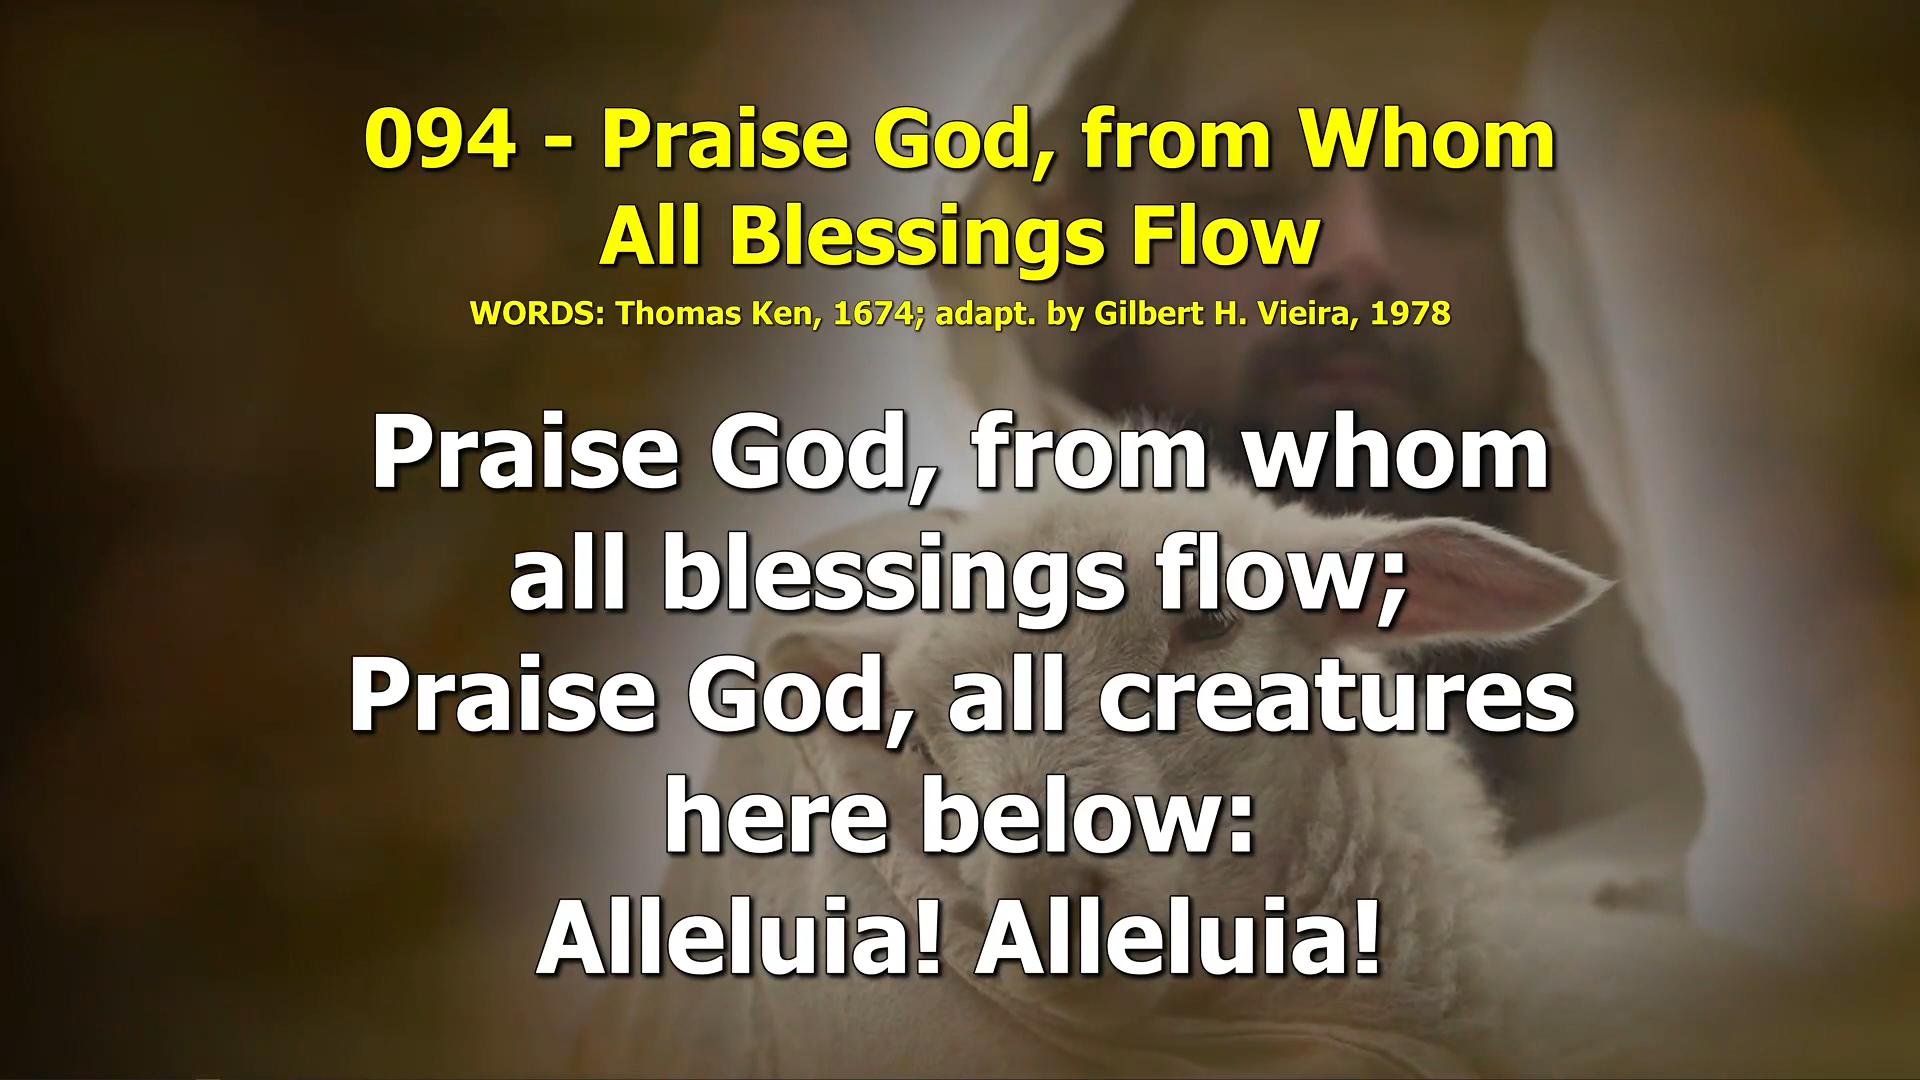 094 - Praise God, from Whom
All Blessings Flow
WORDS: Thomas Ken, 1674; adapt. by Gilbert H. Vieira, 1978
Praise God, from whom
all blessings flow;
Praise God, all creatures
here below:
Alleluia! Alleluia!